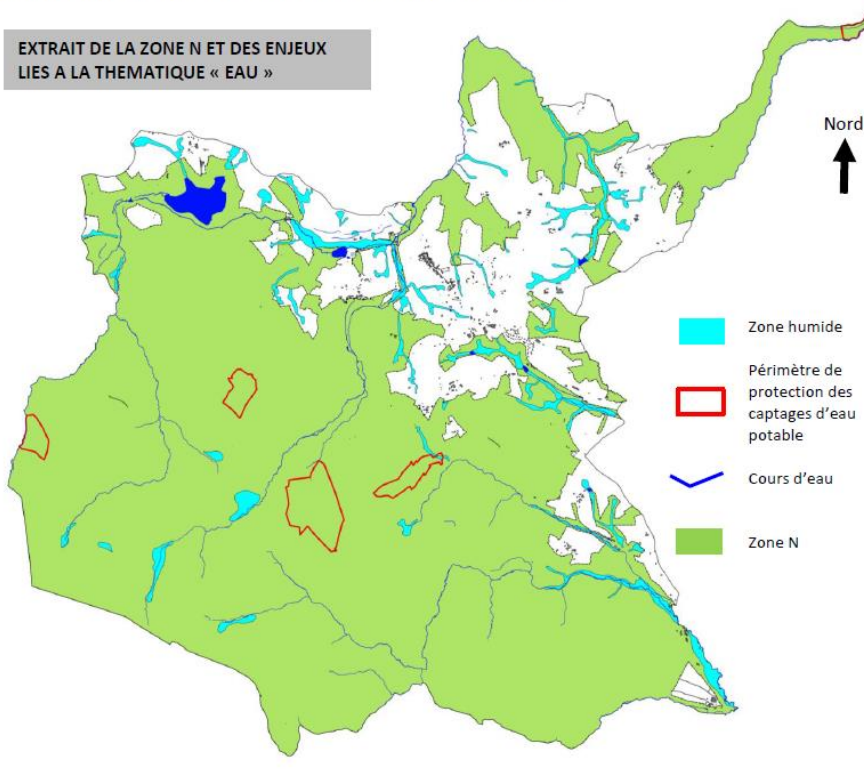 EXTRAIT DE LA ZONE N ET DES ENJEUX
LIES A LA THEMATIQUE « EAU »
Nord
Zone humide
Périmètre de
protection des
captages d'eau
potable
Cours d'eau
Zone N